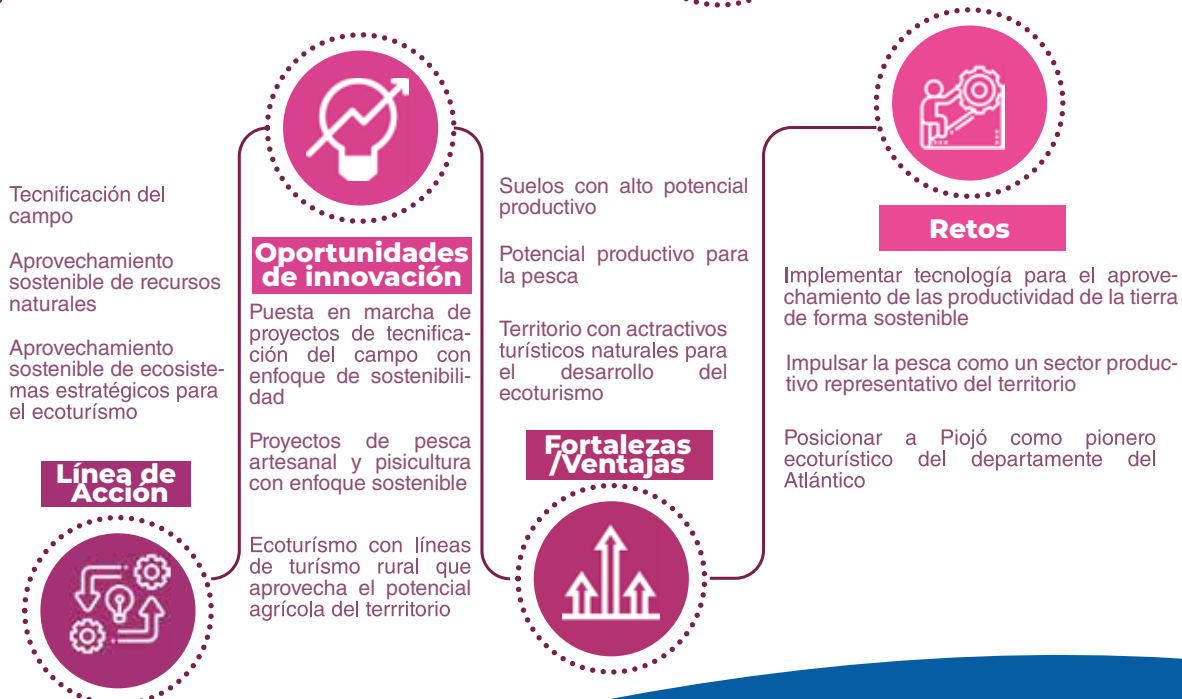 Tecnificación del
campo
Aprovechamiento
sostenible de recursos
naturales
Aprovechamiento
sostenible de ecosiste-
mas estratégicos para
el ecoturísmo
Línea de
Acción
Oportunidades
de innovación
Puesta en marcha de
proyectos de tecnifica-
ción del campo con
enfoque de sostenibili-
dad
Proyectos de pesca
artesanal y pisicultura
con enfoque sostenible
Ecoturísmo con líneas
de turísmo rural que
aprovecha el potencial
agrícola del terrritorio
Suelos con alto potencial
productivo
Potencial productivo para
la pesca
Territorio con actractivos
turísticos naturales para
el desarrollo del
ecoturismo
Fortalezas
/Ventajas
Retos
Implementar tecnología para el aprove-
chamiento de las productividad de la tierra
de forma sostenible
Impulsar la pesca como un sector produc-
tivo representativo del territorio
Posicionar a Piojó como pionero
ecoturístico del departamente del
Atlántico